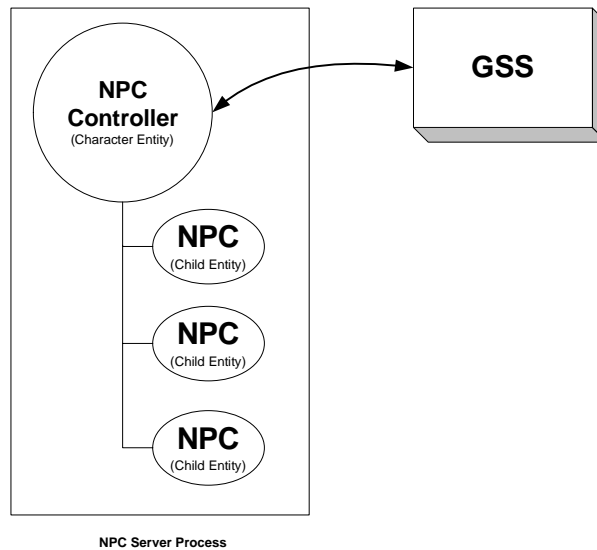 NPC
Controller
(Character Entity)
GSS
NPC
(Child Entity)
NPC
(Child Entity)
NPC
(Child Entity)
NPC Server Process